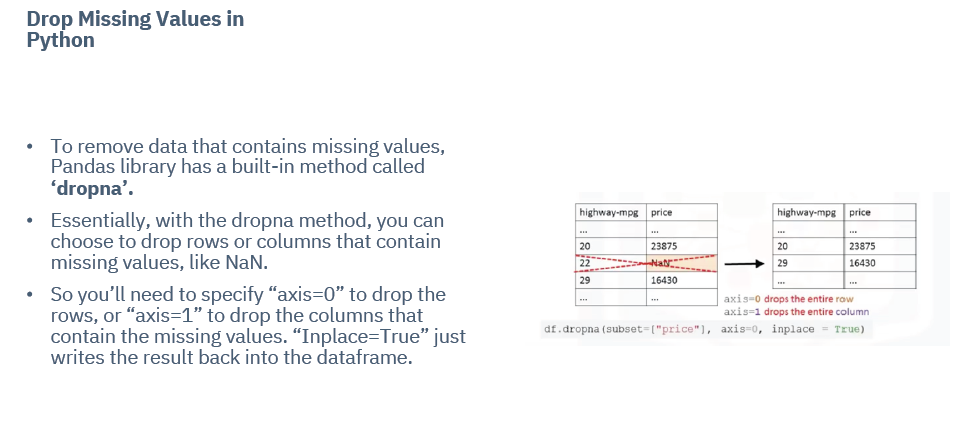 Drop Missing Values in
Python
• To remove data that contains missing values,
Pandas library has a built-in method called
‘dropna’.
• Essentially, with the dropna method, you can
choose to drop rows or columns that contain
missing values, like NaN.
• So you’ll need to specify “axis=0” to drop the
rows, or “axis=1” to drop the columns that
contain the missing values. “Inplace=True” just
writes the result back into the dataframe.
highway-mpg price
... ...
20 23875
22 NaN
29 16430
... ...
highway-mpg price
... ...
20 23875
29 16430
... ...
axis=0 drops the entire row
axis=1 drops the entire column
df.dropna(subset=["price"], axis=0, inplace = True)